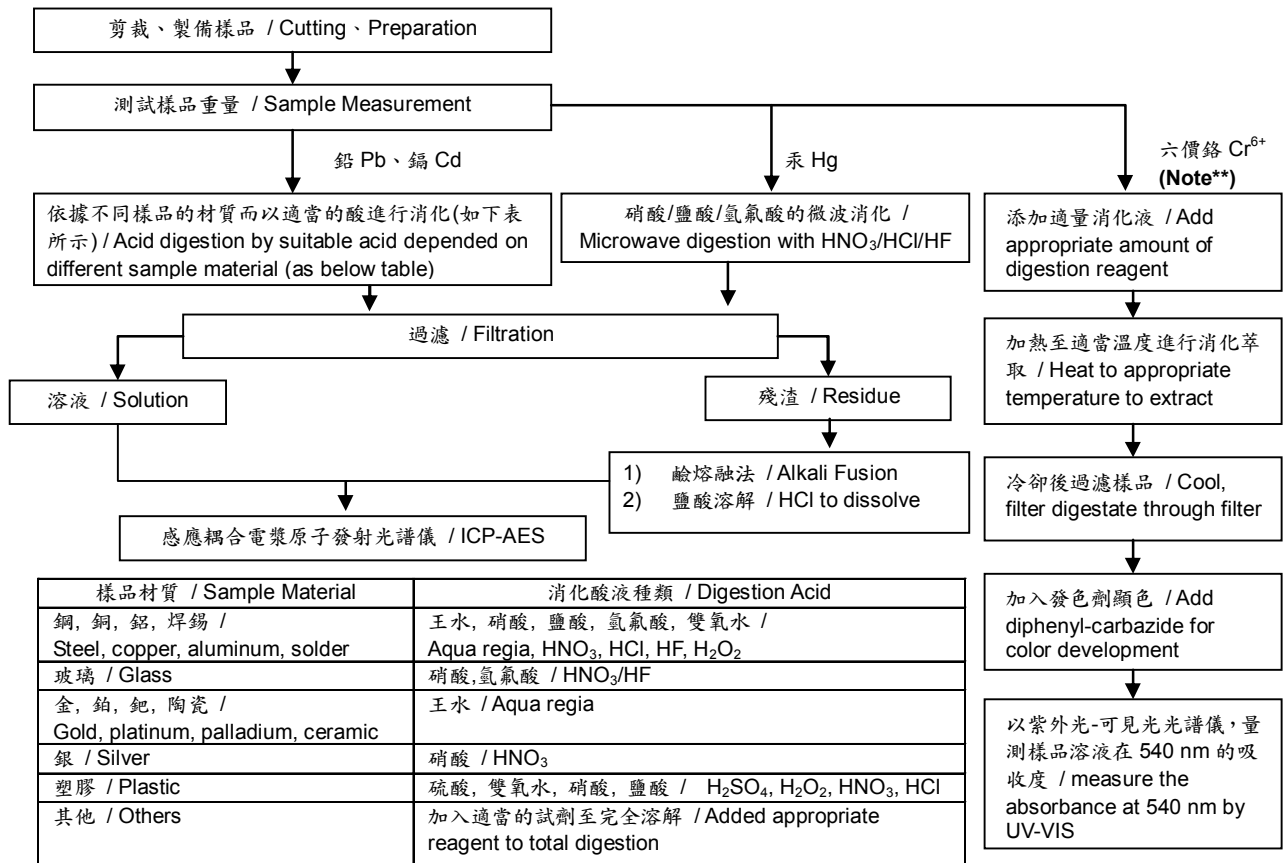 剪裁、製備樣品 / Cutting、Preparation
測試樣品重量 / Sample Measurement
鉛 Pb、鎘 Cd
汞 Hg
六價鉻 Cr6+
(Note**)
依據不同樣品的材質而以適當的酸進行消化(如下表
所示) / Acid digestion by suitable acid depended on
different sample material (as below table)
硝酸/鹽酸/氫氟酸的微波消化 /
Microwave digestion with HNO3/HCl/HF
添加適量消化液 / Add
appropriate amount of
digestion reagent
過濾 / Filtration
加熱至適當溫度進行消化萃
取 / Heat to appropriate
temperature to extract
溶液 / Solution
殘渣 / Residue
1) 鹼熔融法 / Alkali Fusion
2) 鹽酸溶解 / HCl to dissolve
冷卻後過濾樣品 / Cool,
filter digestate through filter
感應耦合電漿原子發射光譜儀 / ICP-AES
加入發色劑顯色 / Add
diphenyl-carbazide for
color development
以紫外光-可見光光譜儀，量
測樣品溶液在 540 nm 的吸
收度 / measure the
absorbance at 540 nm by
UV-VIS
樣品材質 / Sample Material
消化酸液種類 / Digestion Acid
鋼, 銅, 鋁, 焊錫 /
Steel, copper, aluminum, solder
王水, 硝酸, 鹽酸, 氫氟酸, 雙氧水 /
Aqua regia, HNO3, HCl, HF, H2O2
玻璃 / Glass
硝酸,氫氟酸 / HNO3/HF
金, 鉑, 鈀, 陶瓷 /
Gold, platinum, palladium, ceramic
王水 / Aqua regia
銀 / Silver
硝酸 / HNO3
塑膠 / Plastic
硫酸, 雙氧水, 硝酸, 鹽酸 / H2SO4, H2O2, HNO3, HCl
其他 / Others
加入適當的試劑至完全溶解 / Added appropriate
reagent to total digestion